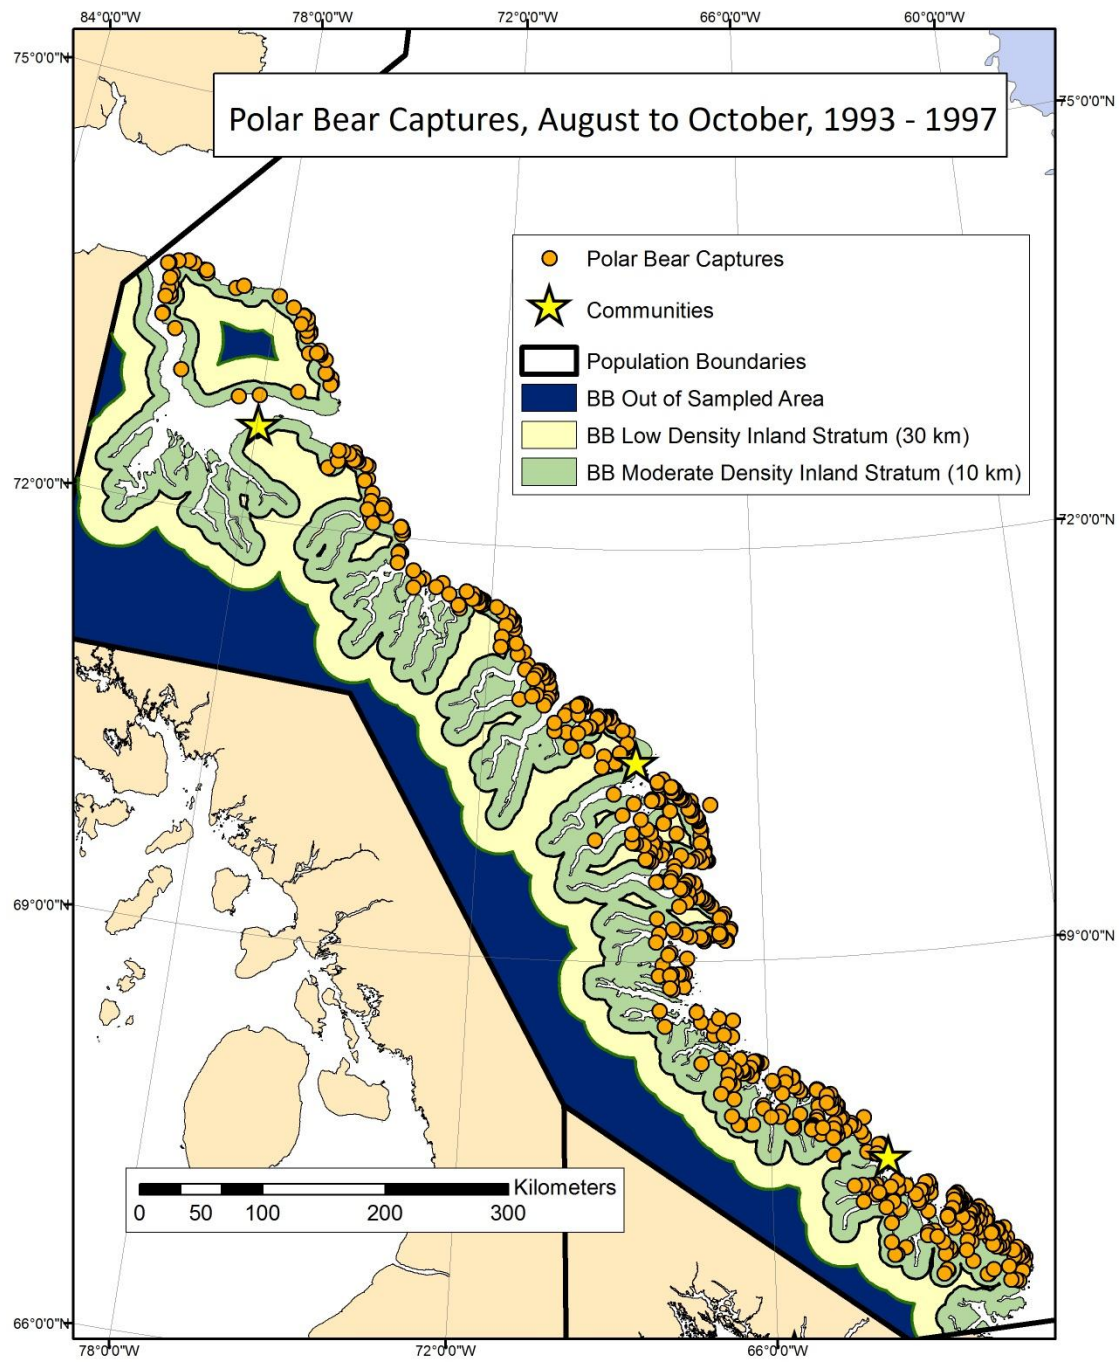 84°0'0"W 78°0'0"W 72°0'0"W 66°0'0"W 60°0'0"W
75°0'0"N
75°0'0"N
Polar Bear Captures, August to October, 1993 - 1997
Polar Bear Captures
Communities
Population Boundaries
BB Out of Sampled Area
BB Low Density Inland Stratum (30 km)
BB Moderate Density Inland Stratum (10 km)
72°0'0"N
72°0'0"N
69°0'0"N
69°0'0"N
Kilometers
0 50 100 200 300
66°0'0"N
78°0'0"W 72°0'0"W 66°0'0"W